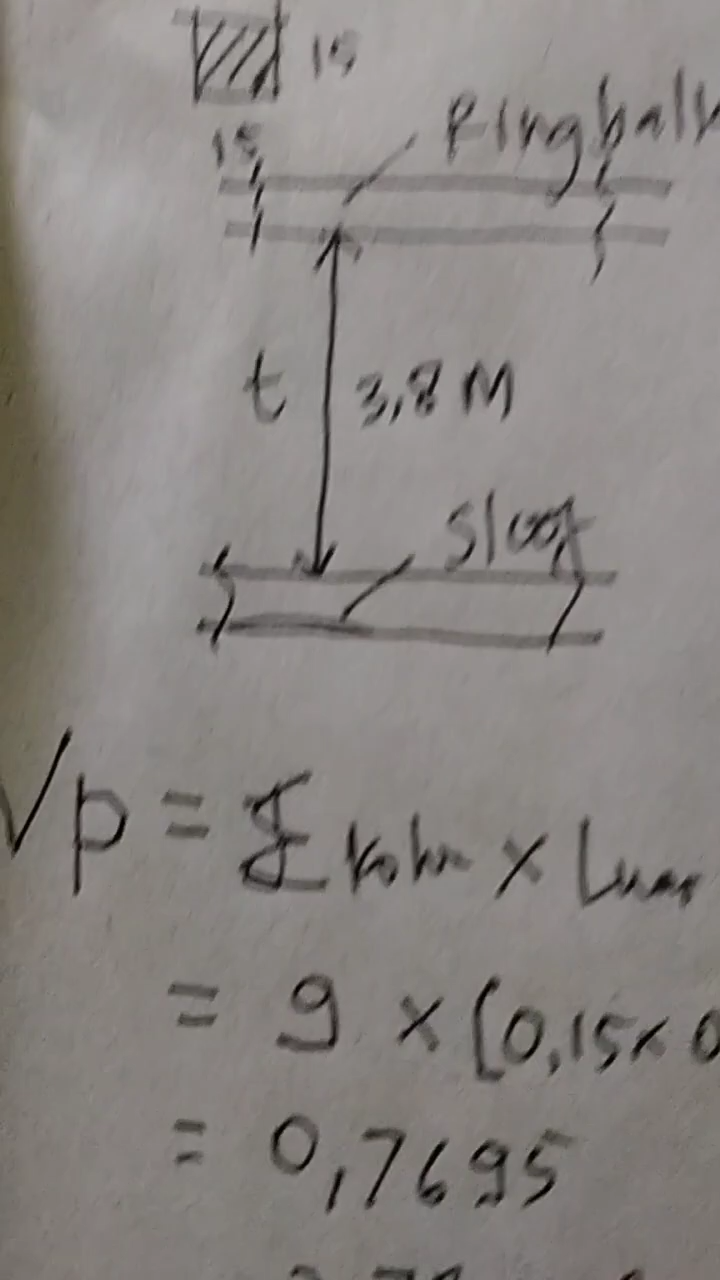 15
15
Ringbalk
t 3,8 M
Sloof
Vp = Σ kolom × Luas
= 9 × (0,15 × 0
= 0,7695